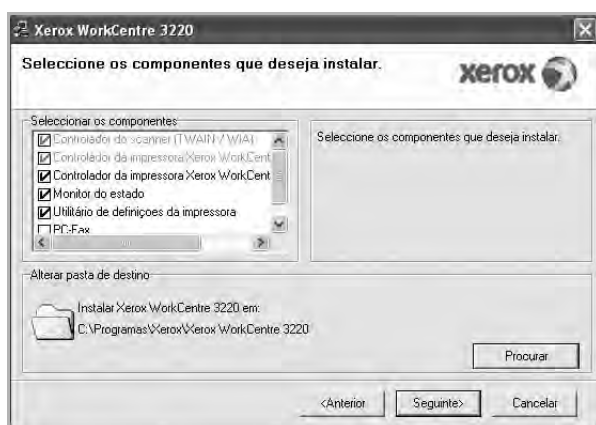 Xerox WorkCentre 3220
Seleccione os componentes que deseja instalar.
xerox
Seleccionar os componentes
Controlador do scanner (TWAIN / WIA)
Controlador da impressora Xerox WorkCent
Controlador da impressora Xerox WorkCent
Monitor do estado
Utilitário de definiçoes da impressora
PC-Fax
Seleccione os componentes que deseja instalar.
Alterar pasta de destino
Instalar Xerox WorkCentre 3220 em:
C:\Programas\Xerox\Xerox WorkCentre 3220
Procurar
<Anterior
Seguinte>
Cancelar